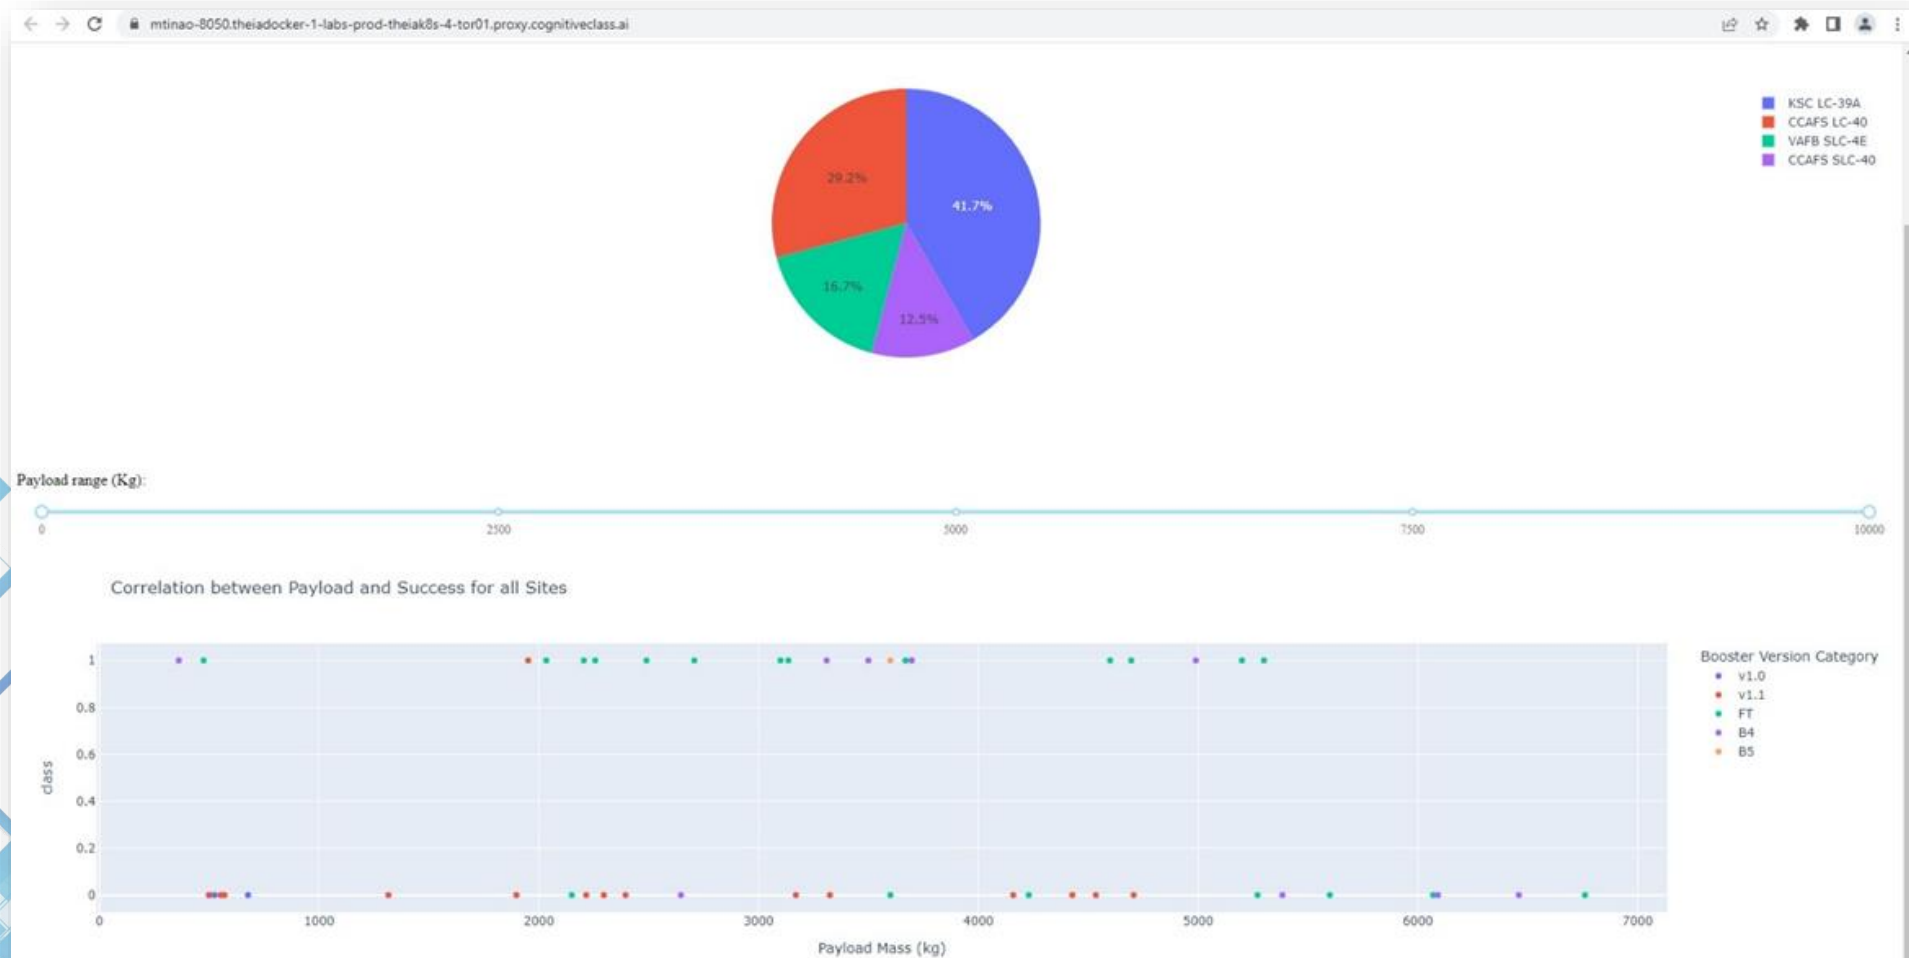 mtinao-8050.theiadocker-1-labs-prod-theiak8s-4-tor01.proxy.cognitiveclass.ai
KSC LC-39A
CCAFS LC-40
VAFB SLC-4E
CCAFS SLC-40
29.2%
41.7%
16.7%
12.5%
Payload range (Kg):
0 2500 5000 7500 10000
Correlation between Payload and Success for all Sites
Booster Version Category
v1.0
v1.1
FT
B4
B5
class
1
0.8
0.6
0.4
0.2
0
0 1000 2000 3000 4000 5000 6000 7000
Payload Mass (kg)